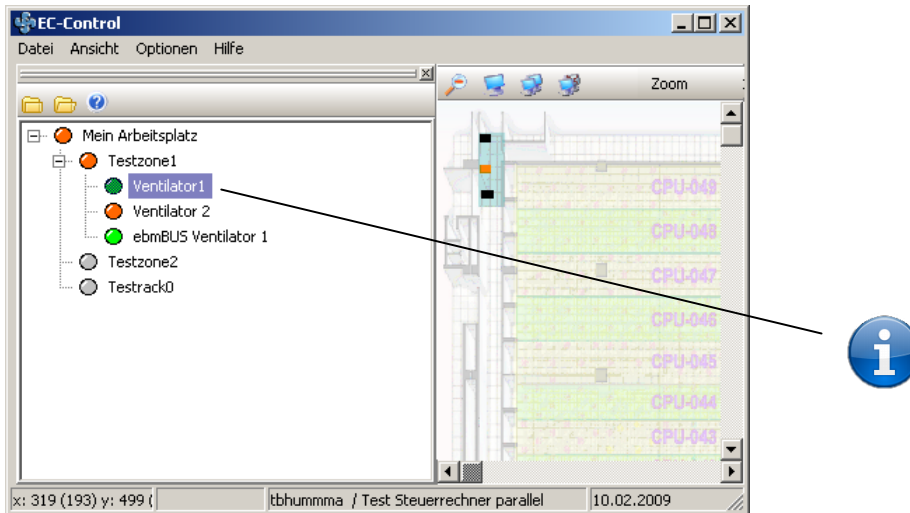 EC-Control
Datei Ansicht Optionen Hilfe
Zoom
Mein Arbeitsplatz
Testzone1
Ventilator1
Ventilator 2
ebmBUS Ventilator 1
Testzone2
Testrack0
CPU-049
CPU-048
CPU-047
CPU-046
CPU-045
CPU-044
CPU-043
i
x: 319 (193) y: 499 (
tbhummma / Test Steuerrechner parallel
10.02.2009